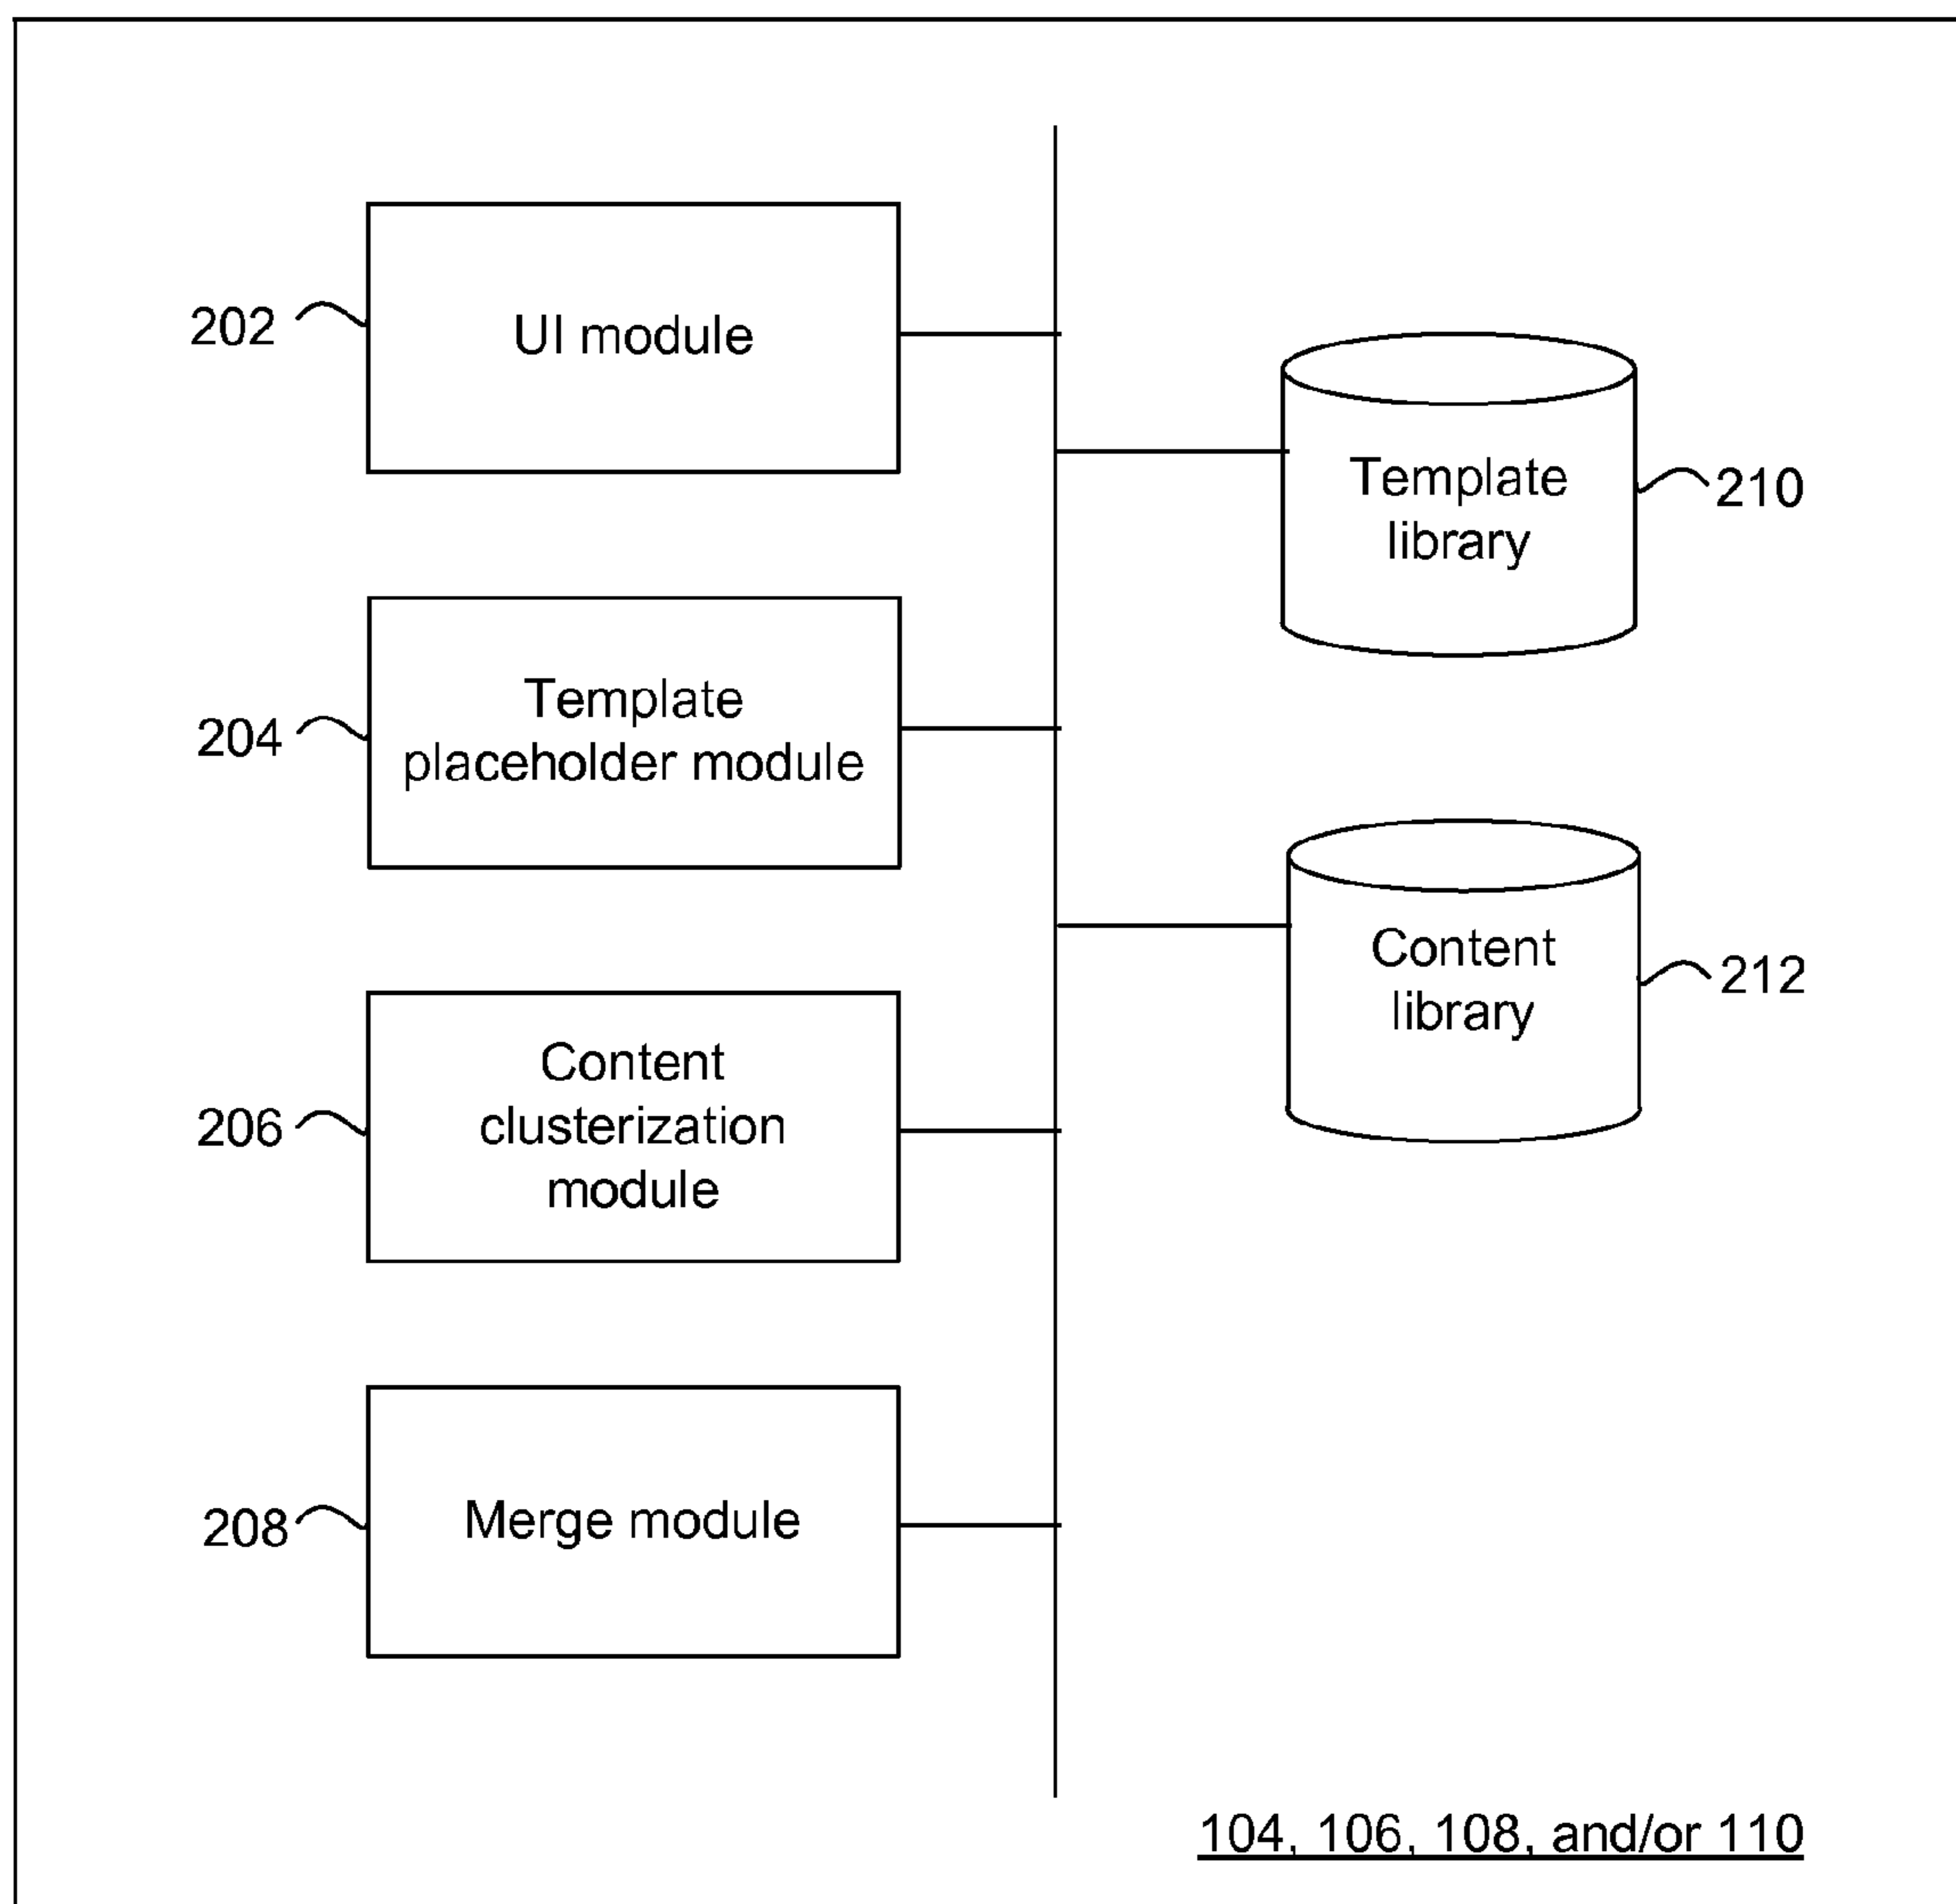 202
UI module
Template
library
210
204
Template
placeholder module
Content
library
212
206
Content
clusterization
module
208
Merge module
104, 106, 108, and/or 110